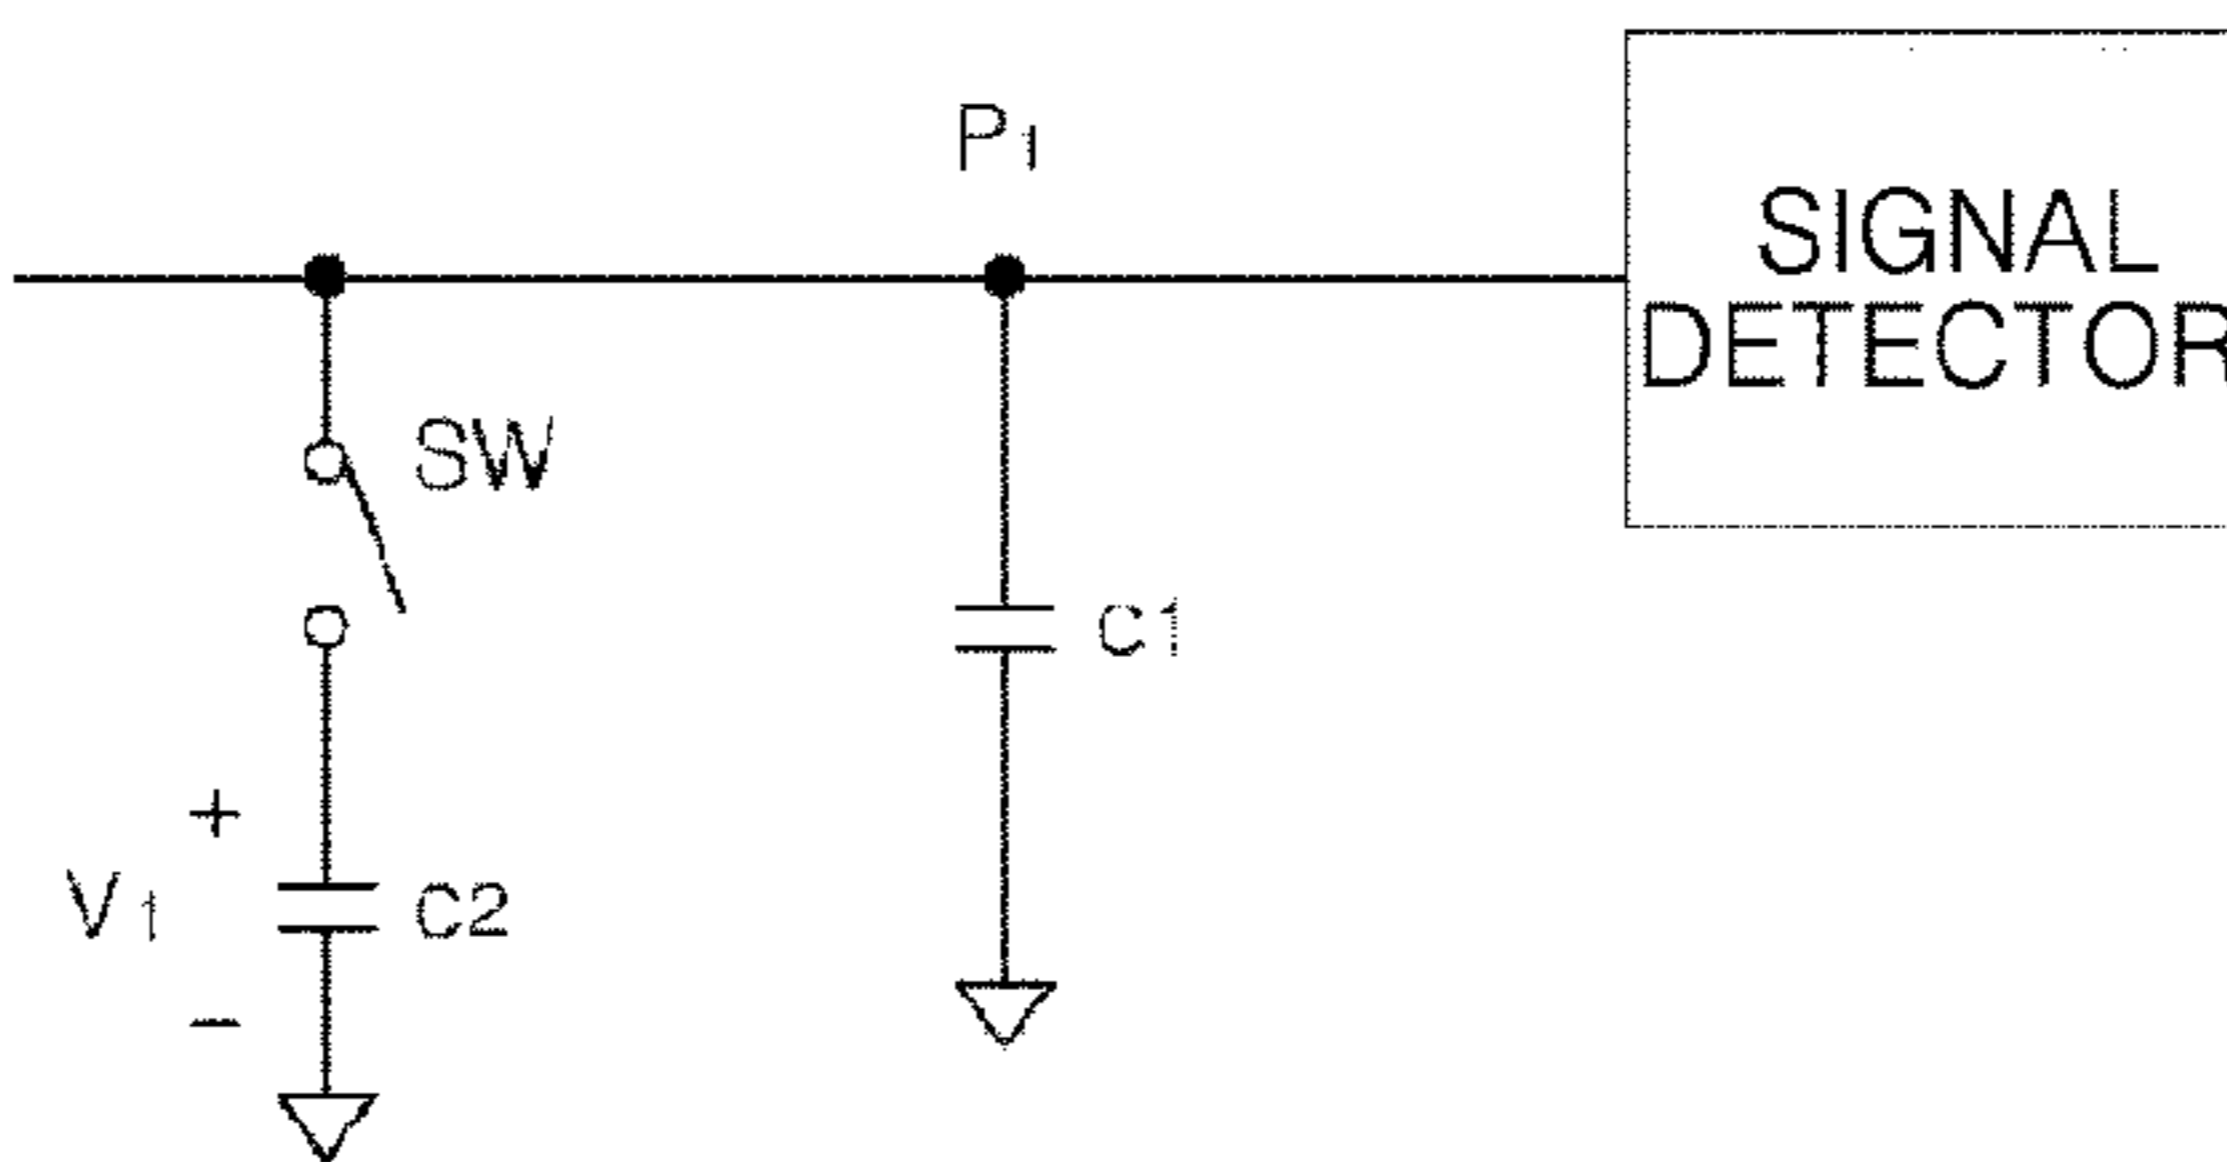 P1
SIGNAL
DETECTOR
SW
C1
+
V1
C2
−